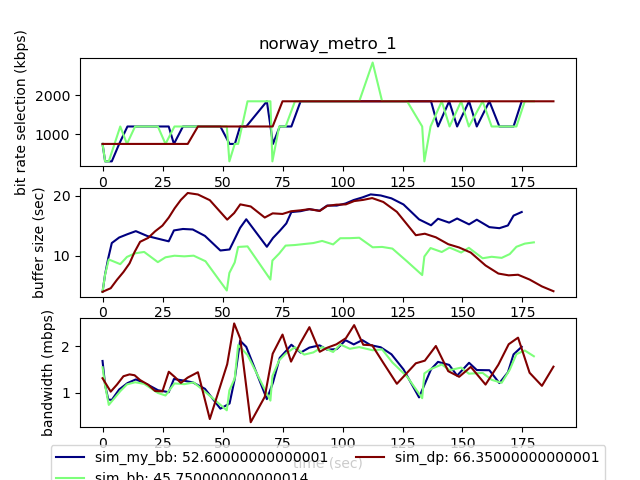 norway_metro_1
bit rate selection (kbps)
2000
1000
0 25 50 75 100 125 150 175
buffer size (sec)
20
10
0 25 50 75 100 125 150 175
bandwidth (mbps)
2
1
0 25 50 75 100 125 150 175
time (sec)
sim_my_bb: 52.60000000000001 sim_dp: 66.350000000000001
sim_bb: 45.750000000000014